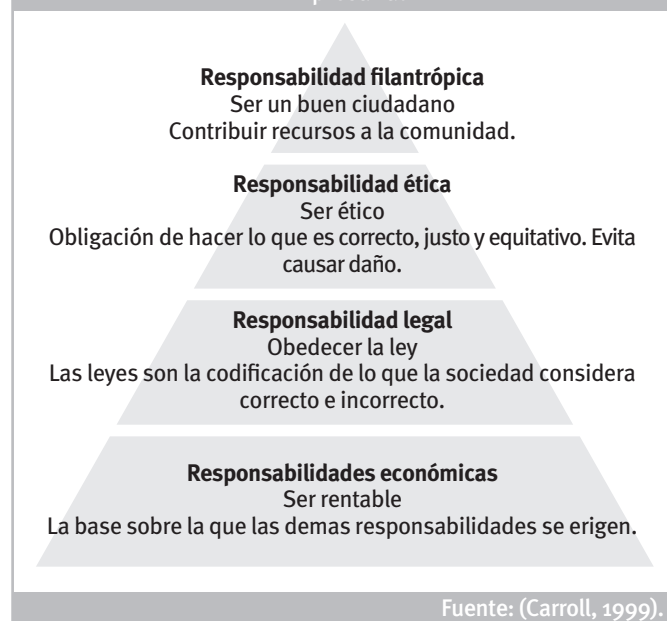 Responsabilidad filantrópica
Ser un buen ciudadano
Contribuir recursos a la comunidad.
Responsabilidad ética
Ser ético
Obligación de hacer lo que es correcto, justo y equitativo. Evita
causar daño.
Responsabilidad legal
Obedecer la ley
Las leyes son la codificación de lo que la sociedad considera
correcto e incorrecto.
Responsabilidades económicas
Ser rentable
La base sobre la que las demas responsabilidades se erigen.
Fuente: (Carroll, 1999).